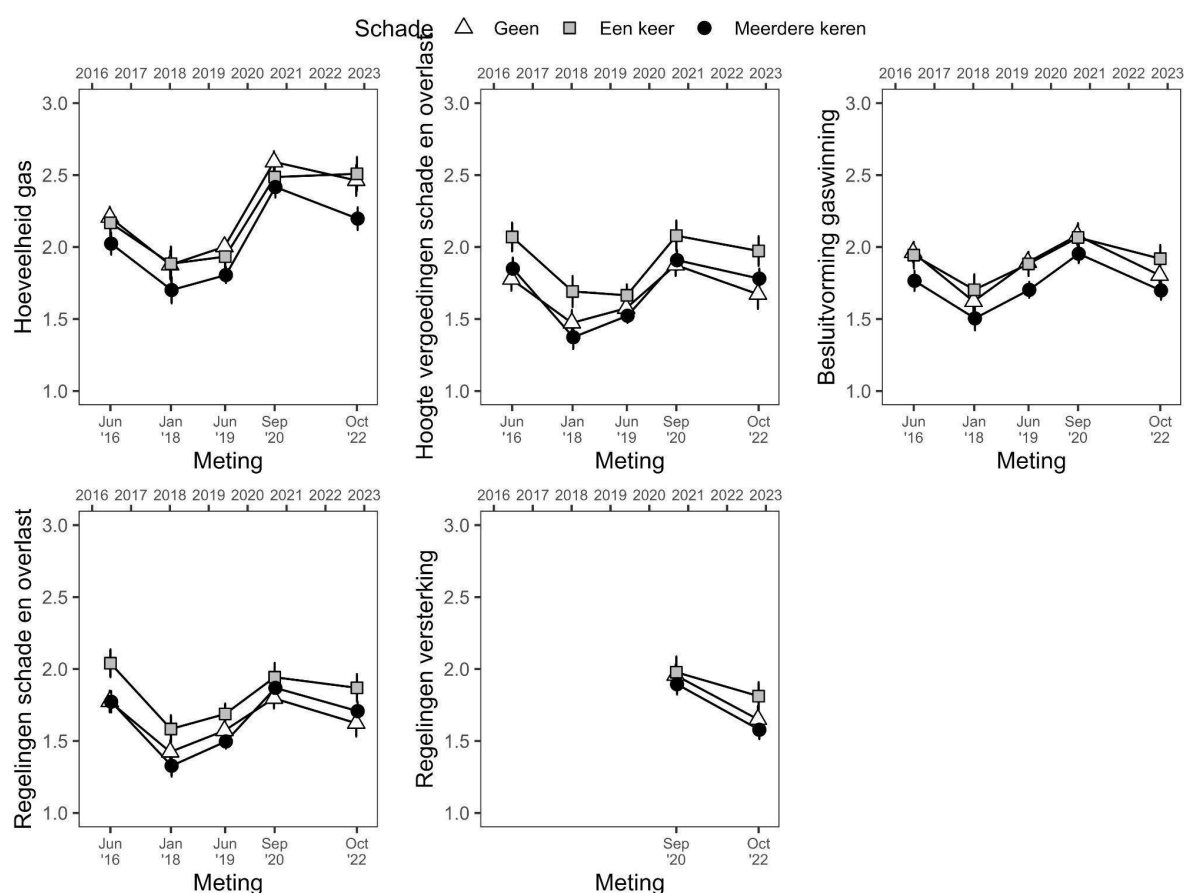 Schade Geen Een keer Meerdere keren
2016 2017 2018 2019 2020 2021 2022 2023
Hoeveelheid gas
3.0
2.5
2.0
1.5
1.0
Jun '16 Jan '18 Jun '19 Sep '20 Oct '22
Meting
2016 2017 2018 2019 2020 2021 2022 2023
Hoogte vergoedingen schade en overlast
3.0
2.5
2.0
1.5
1.0
Jun '16 Jan '18 Jun '19 Sep '20 Oct '22
Meting
2016 2017 2018 2019 2020 2021 2022 2023
Besluitvorming gaswinning
3.0
2.5
2.0
1.5
1.0
Jun '16 Jan '18 Jun '19 Sep '20 Oct '22
Meting
2016 2017 2018 2019 2020 2021 2022 2023
Regelingen schade en overlast
3.0
2.5
2.0
1.5
1.0
Jun '16 Jan '18 Jun '19 Sep '20 Oct '22
Meting
2016 2017 2018 2019 2020 2021 2022 2023
Regelingen versterking
3.0
2.5
2.0
1.5
1.0
Sep '20 Oct '22
Meting